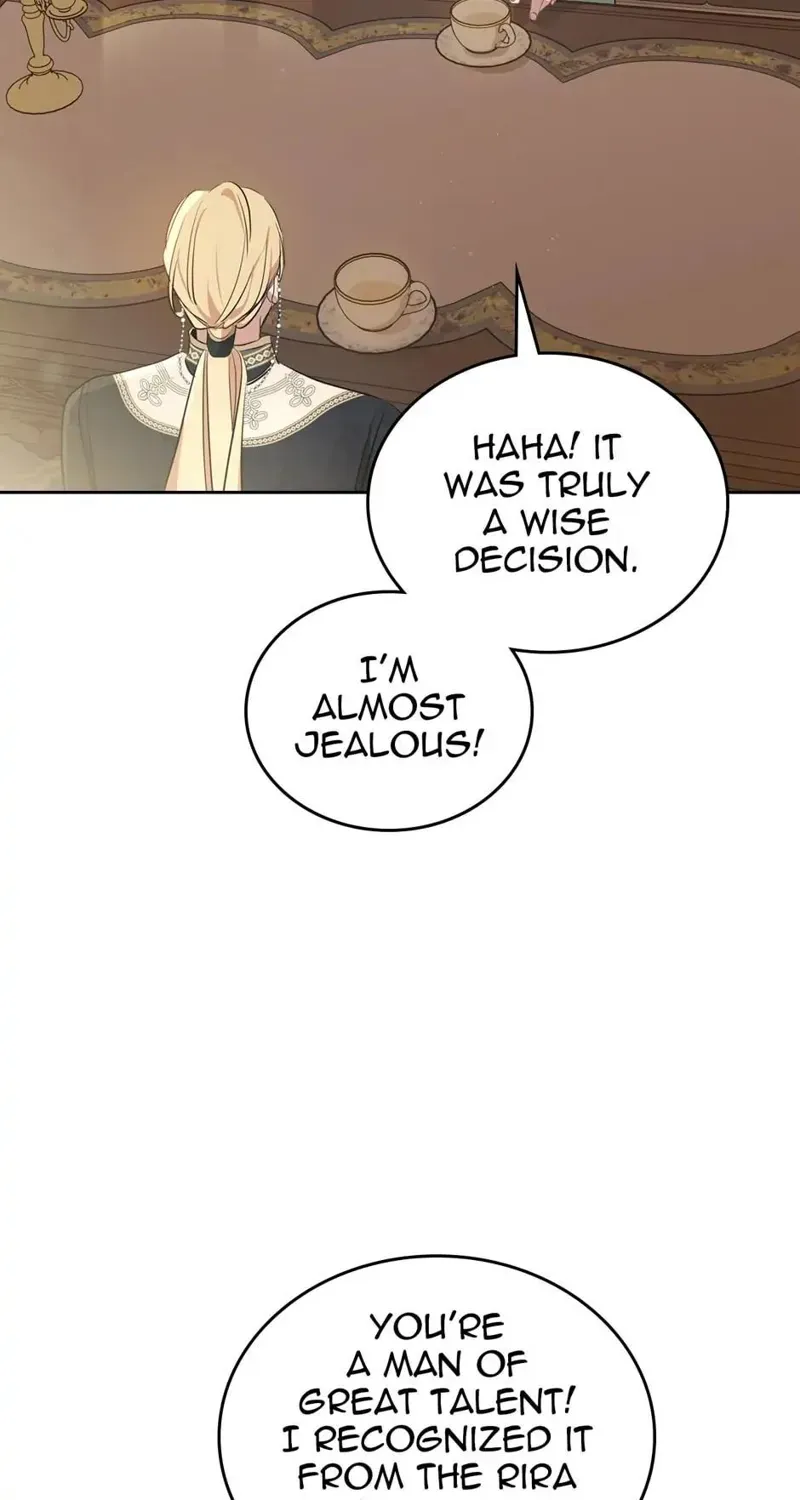 HAHA! IT
WAS TRULY
A WISE
DECISION.
I'M
ALMOST
JEALOUS!
YOU'RE
A MAN OF
GREAT TALENT!
I RECOGNIZED IT
FROM THE RIRA